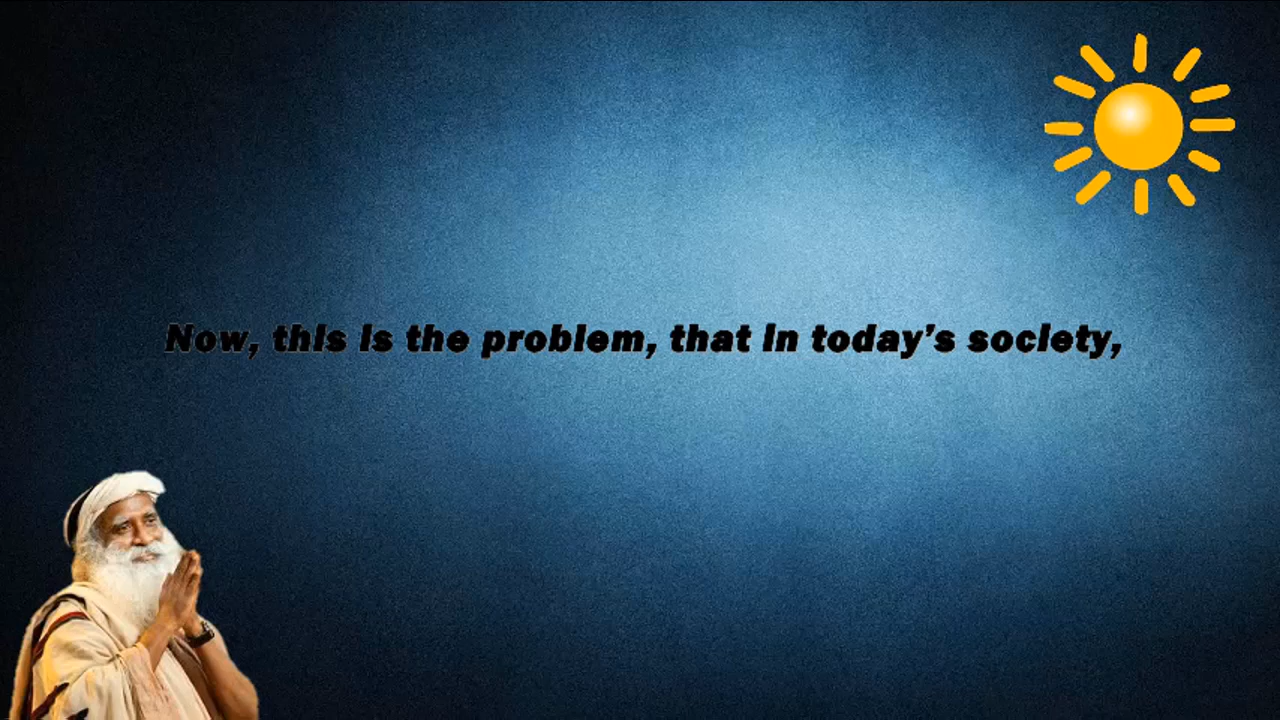 Now, this is the problem, that in today’s society,